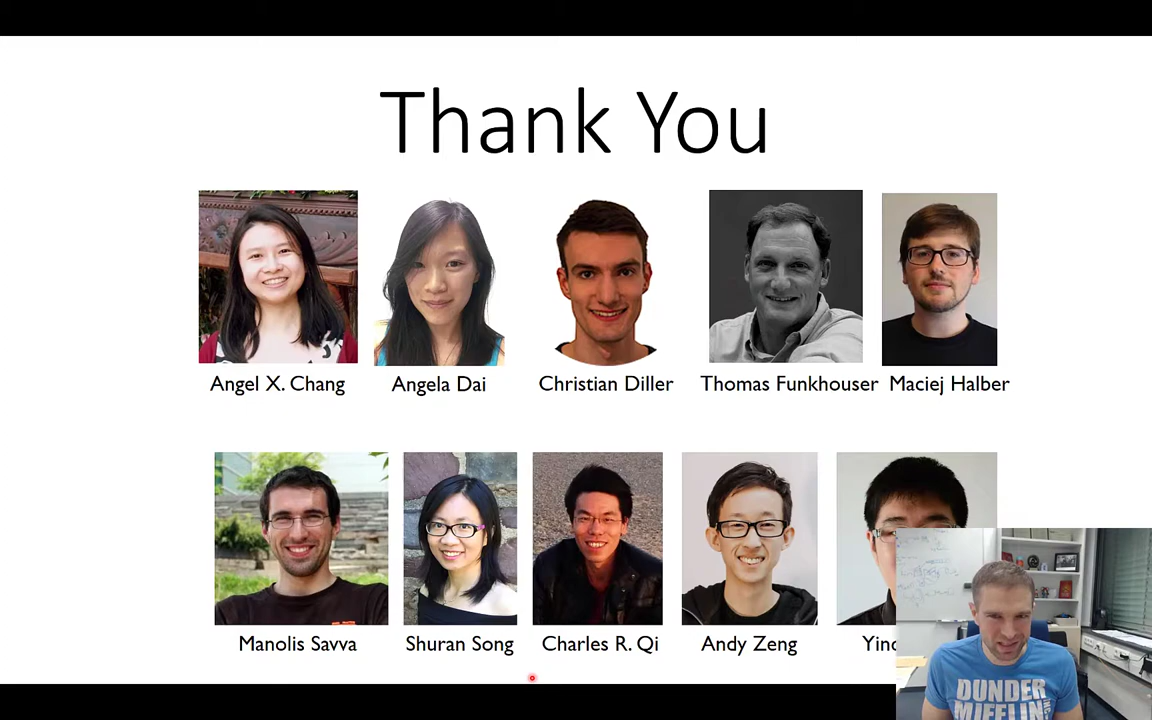 Thank You
Angel X. Chang
Angela Dai
Christian Diller
Thomas Funkhouser
Maciej Halber
Manolis Savva
Shuran Song
Charles R. Qi
Andy Zeng
DUNDER
MIFFLIN